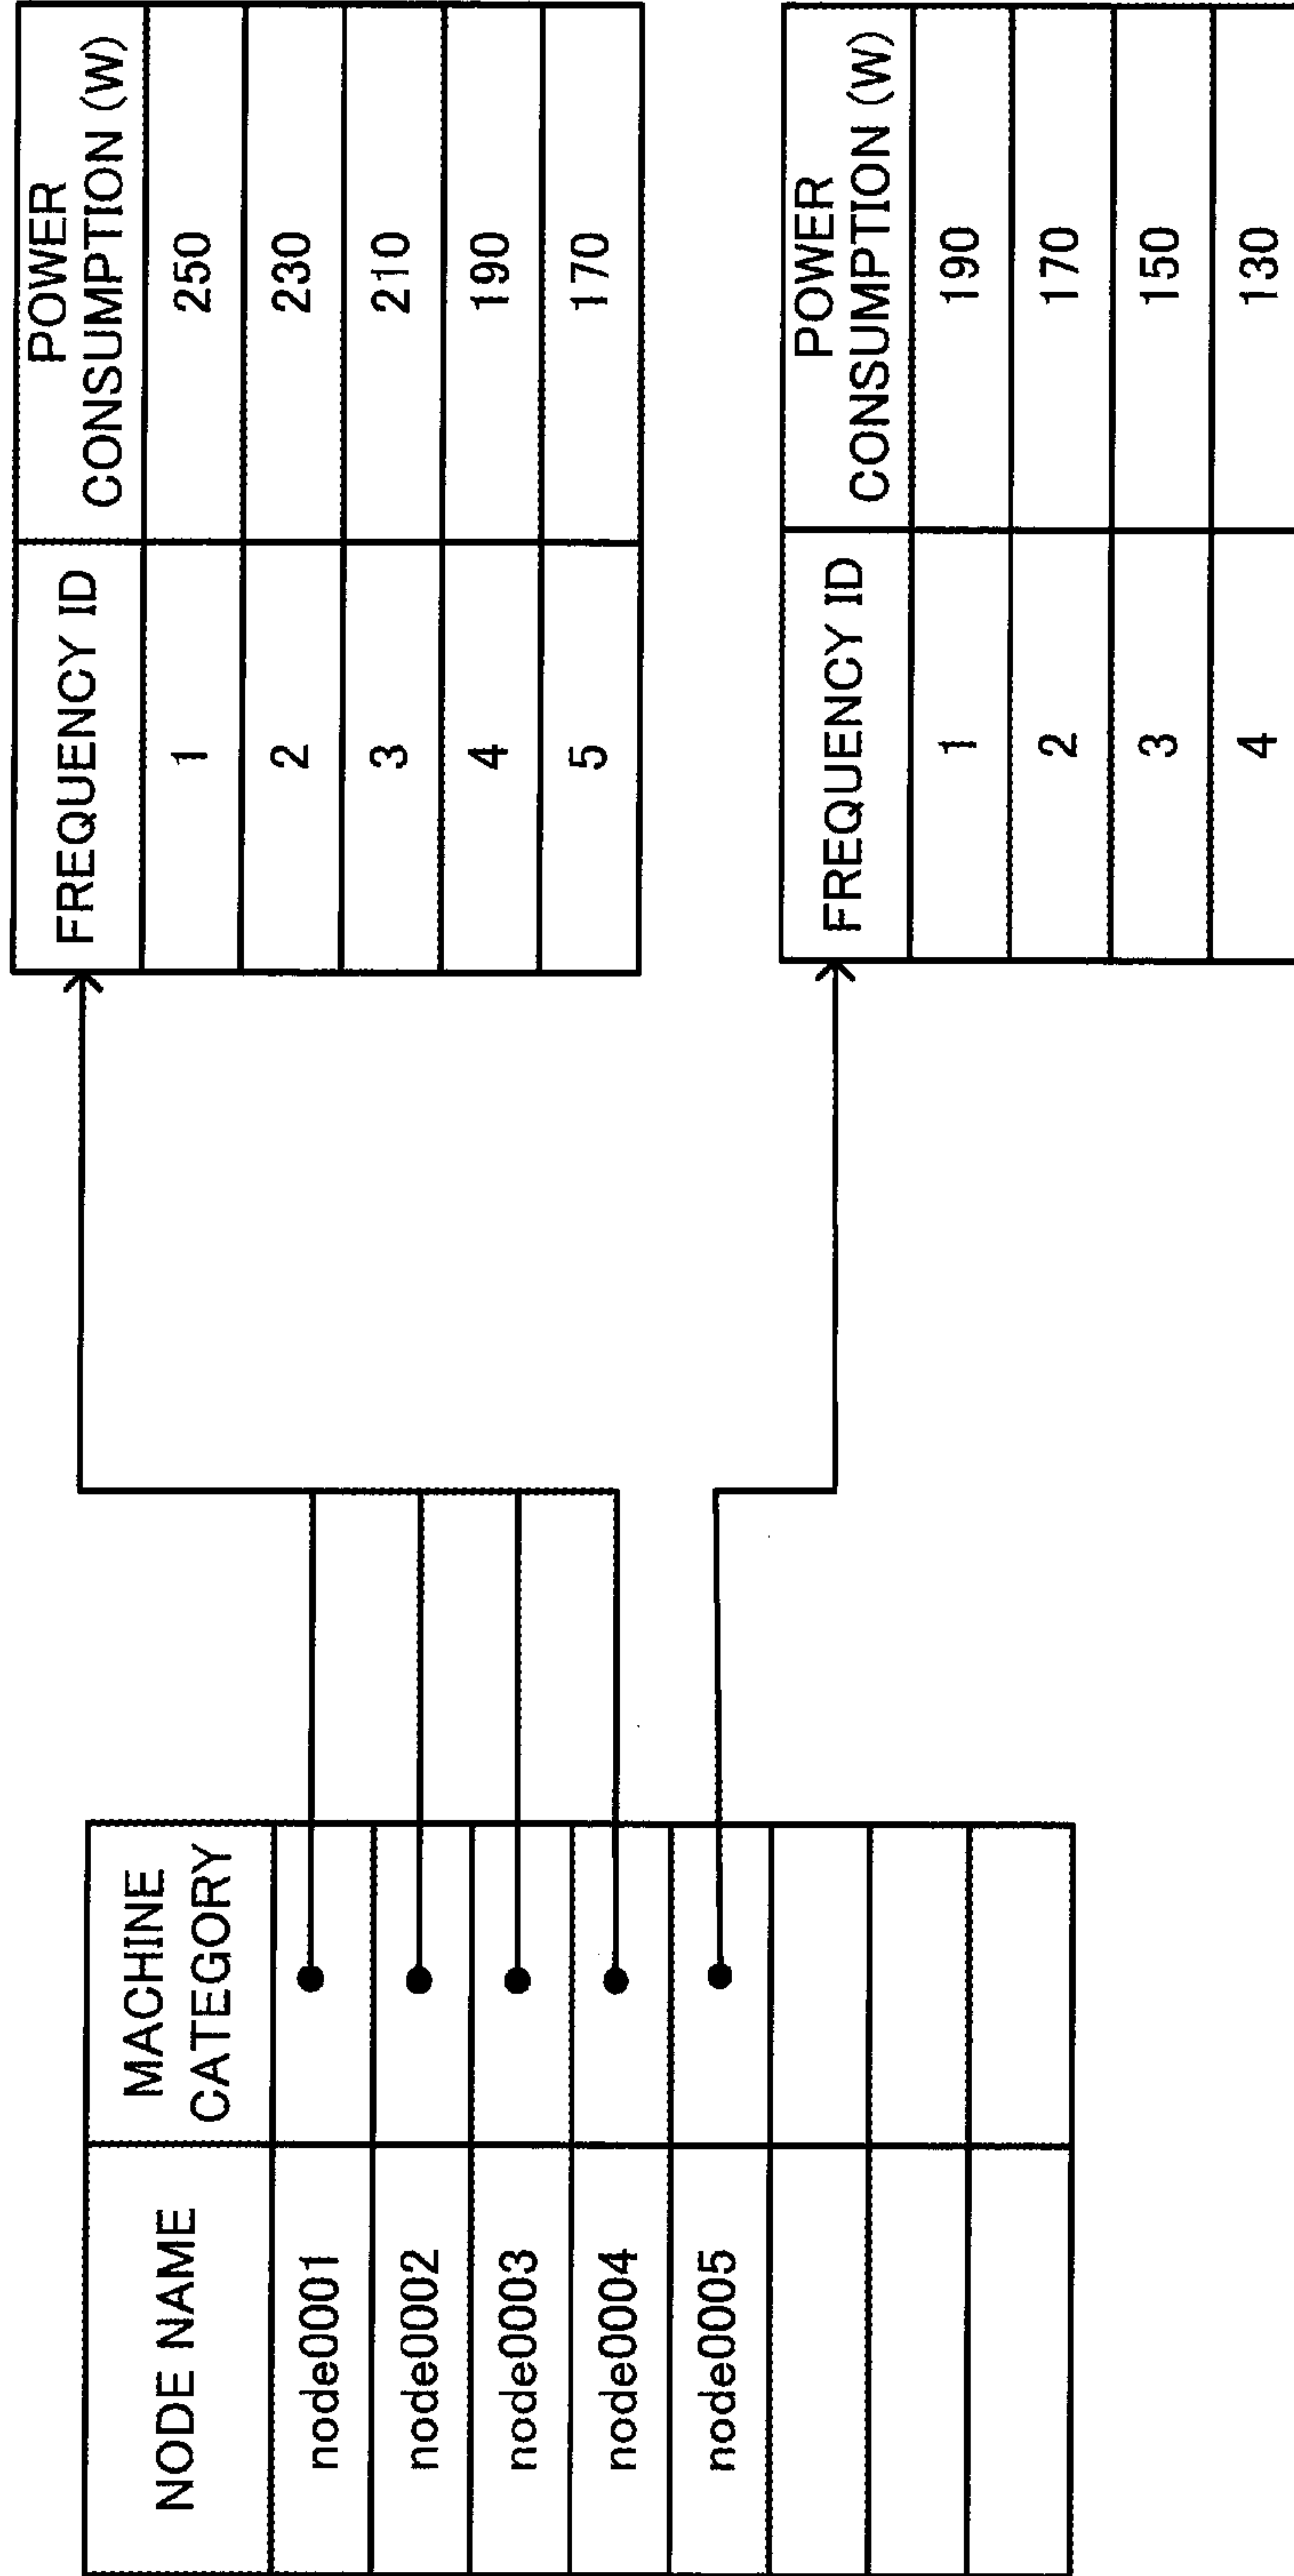 NODE NAME
MACHINE
CATEGORY
node0001
node0002
node0003
node0004
node0005
FREQUENCY ID
POWER
CONSUMPTION (W)
1
250
2
230
3
210
4
190
5
170
FREQUENCY ID
POWER
CONSUMPTION (W)
1
190
2
170
3
150
4
130